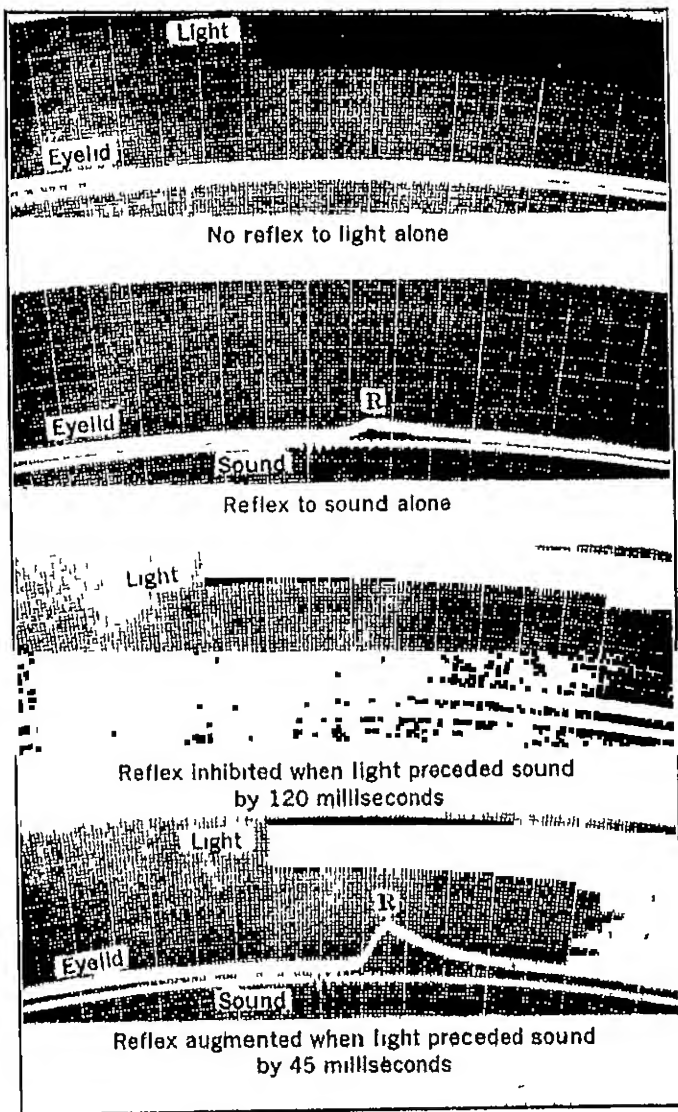 Light
Eyelid
No reflex to light alone
R
Eyelid
Sound
Reflex to sound alone
Light
Reflex inhibited when light preceded sound
by 120 milliseconds
Light
R
Eyelid
Sound
Reflex augmented when light preceded sound
by 45 milliseconds